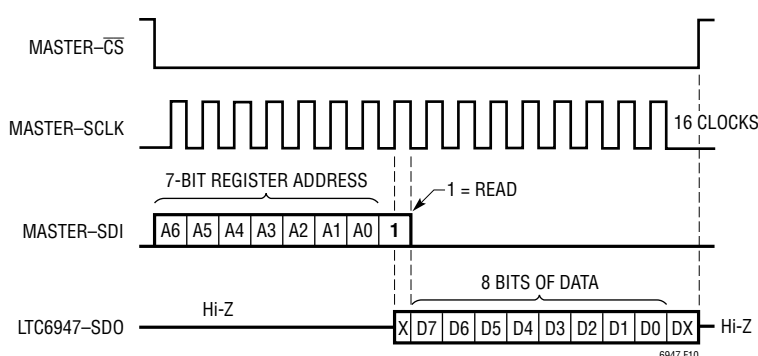 MASTER–CS
MASTER–SCLK
16 CLOCKS
7-BIT REGISTER ADDRESS
1 = READ
MASTER–SDI
A6 A5 A4 A3 A2 A1 A0 1
8 BITS OF DATA
Hi-Z
LTC6947–SDO
X D7 D6 D5 D4 D3 D2 D1 D0 DX
Hi-Z
6947 F10